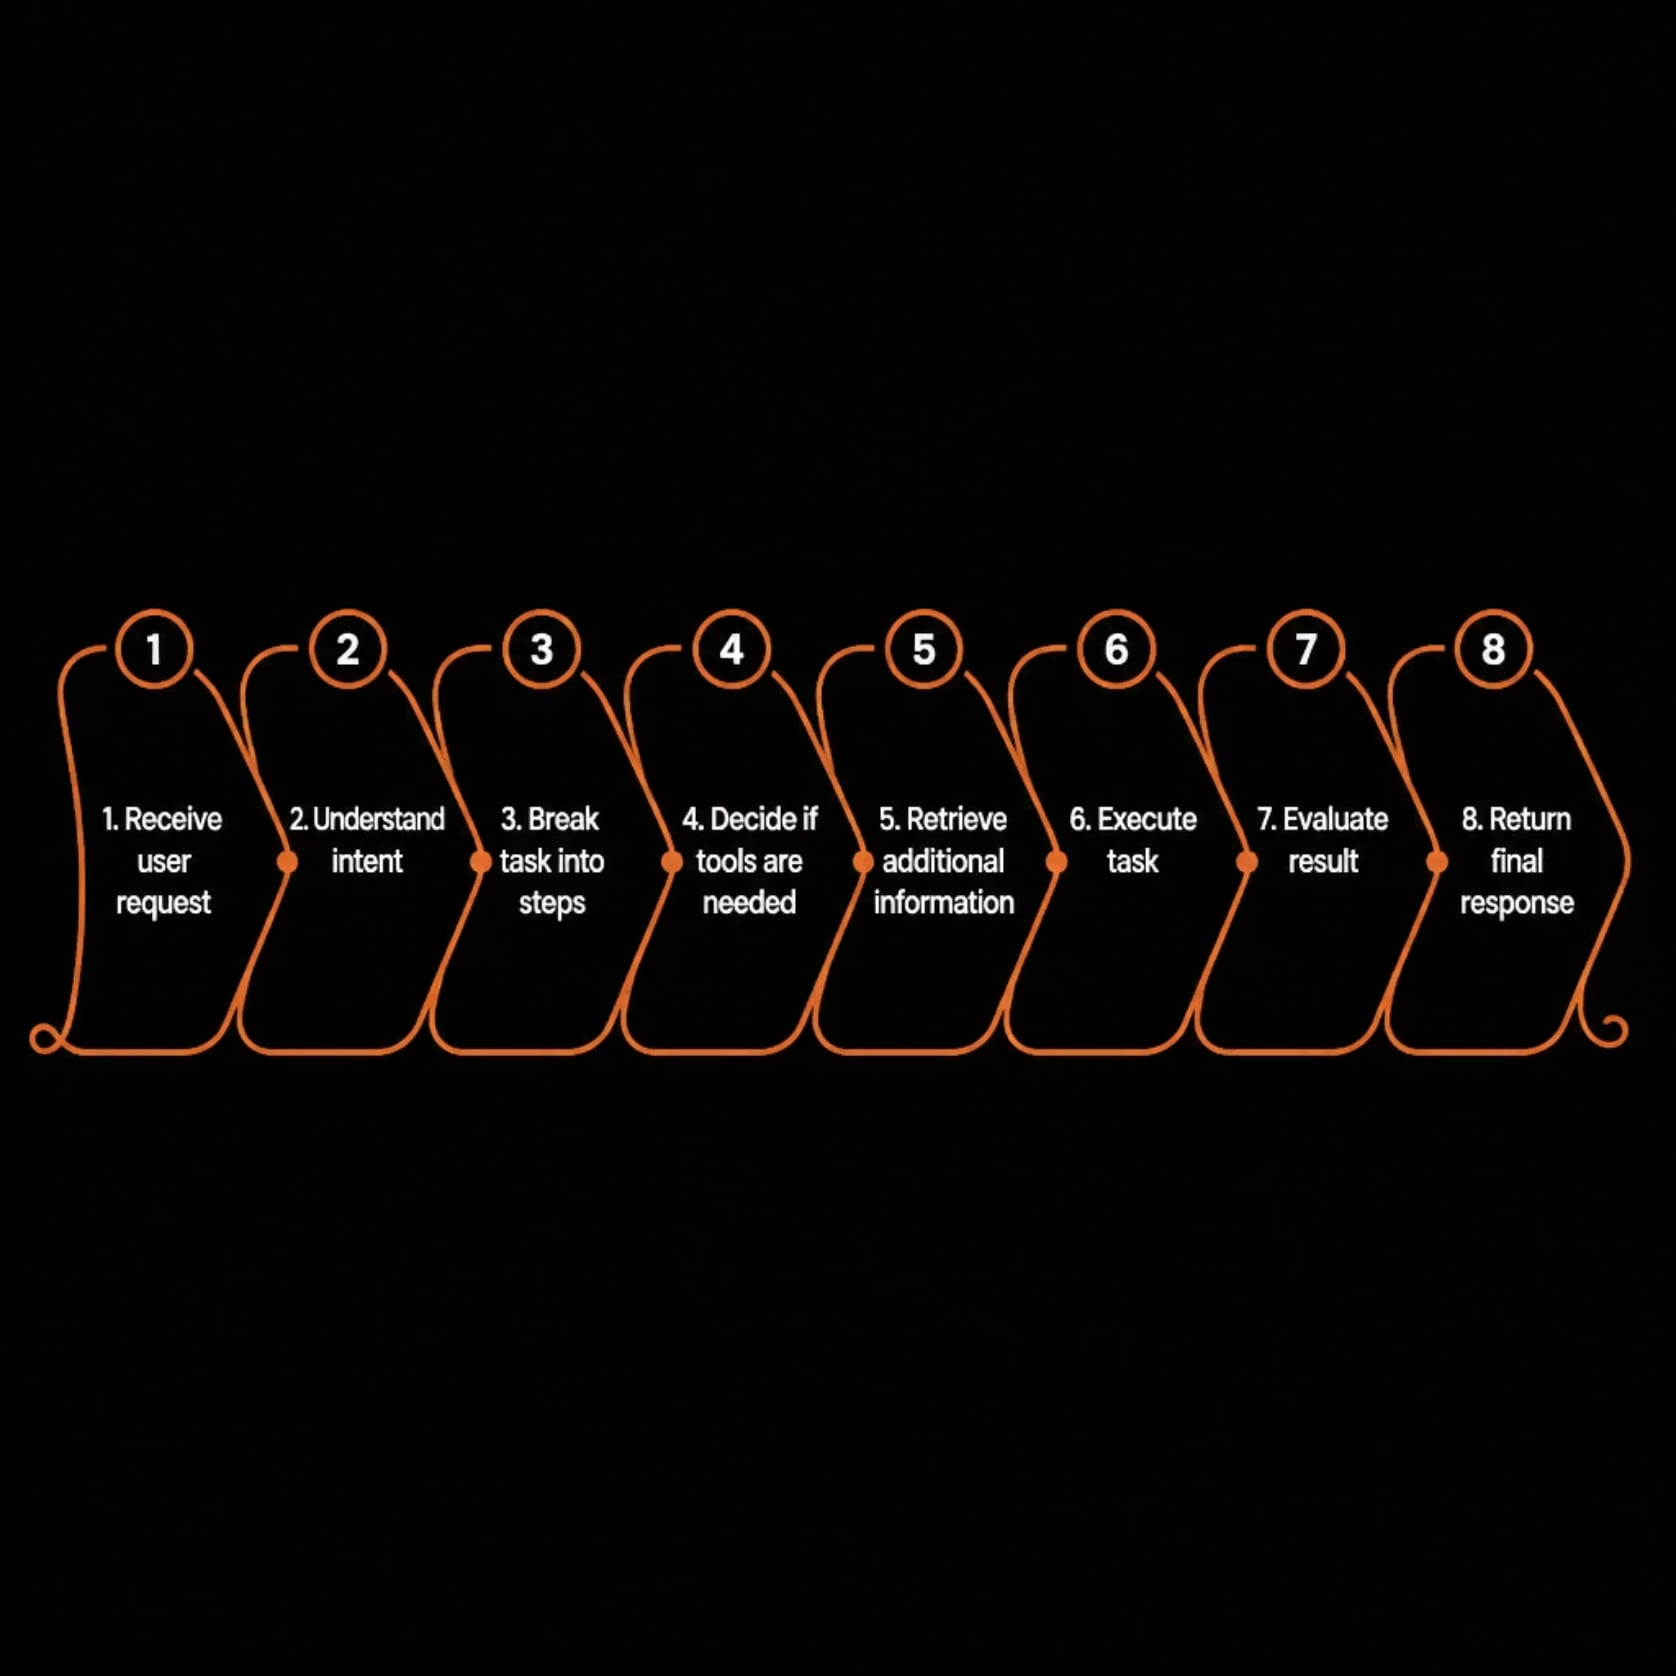 1
2
3
4
5
6
7
8
1. Receive
user
request
2. Understand
intent
3. Break
task into
steps
4. Decide if
tools are
needed
5. Retrieve
additional
information
6. Execute
task
7. Evaluate
result
8. Return
final
response